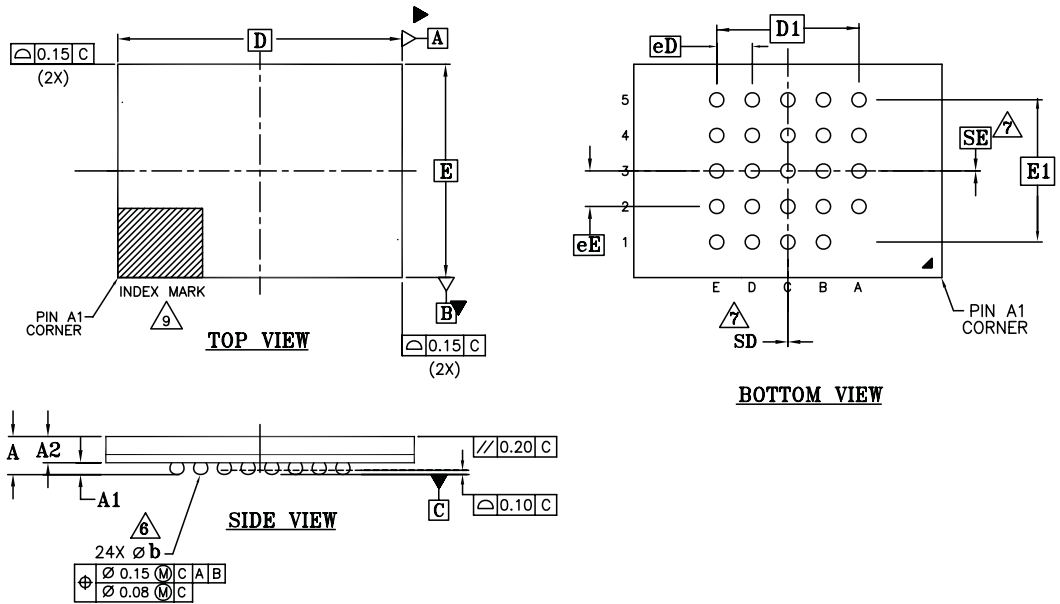 D
A
⌓ 0.15 C
(2X)
E
INDEX MARK
9
PIN A1
CORNER
B
TOP VIEW
⌓ 0.15 C
(2X)
D1
eD
5
4
3
2
1
SE
7
E1
eE
E D C B A
7
SD
PIN A1
CORNER
BOTTOM VIEW
A
A2
// 0.20 C
A1
C
⌓ 0.10 C
SIDE VIEW
6
24X Ø b
⌖ Ø 0.15 Ⓜ C A B
Ø 0.08 Ⓜ C